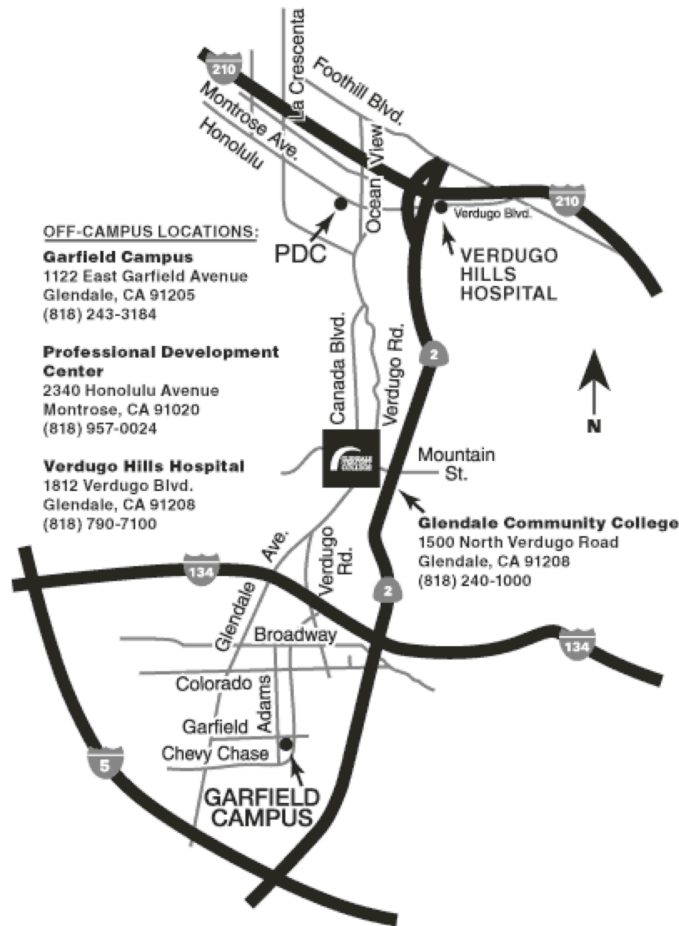 210
La Crescenta
Foothill Blvd.
Montrose Ave.
Honolulu
Ocean View
210
Verdugo Blvd.
PDC
VERDUGO
HILLS
HOSPITAL
OFF-CAMPUS LOCATIONS:
Garfield Campus
1122 East Garfield Avenue
Glendale, CA 91205
(818) 243-3184
Professional Development
Center
2340 Honolulu Avenue
Montrose, CA 91020
(818) 957-0024
Verdugo Hills Hospital
1812 Verdugo Blvd.
Glendale, CA 91208
(818) 790-7100
Canada Blvd.
Verdugo Rd.
2
N
GLENDALE
COMMUNITY
COLLEGE
Mountain
St.
Glendale Community College
1500 North Verdugo Road
Glendale, CA 91208
(818) 240-1000
134
Glendale Ave.
Verdugo
Rd.
2
134
Broadway
Colorado
Adams
Garfield
Chevy Chase
5
GARFIELD
CAMPUS